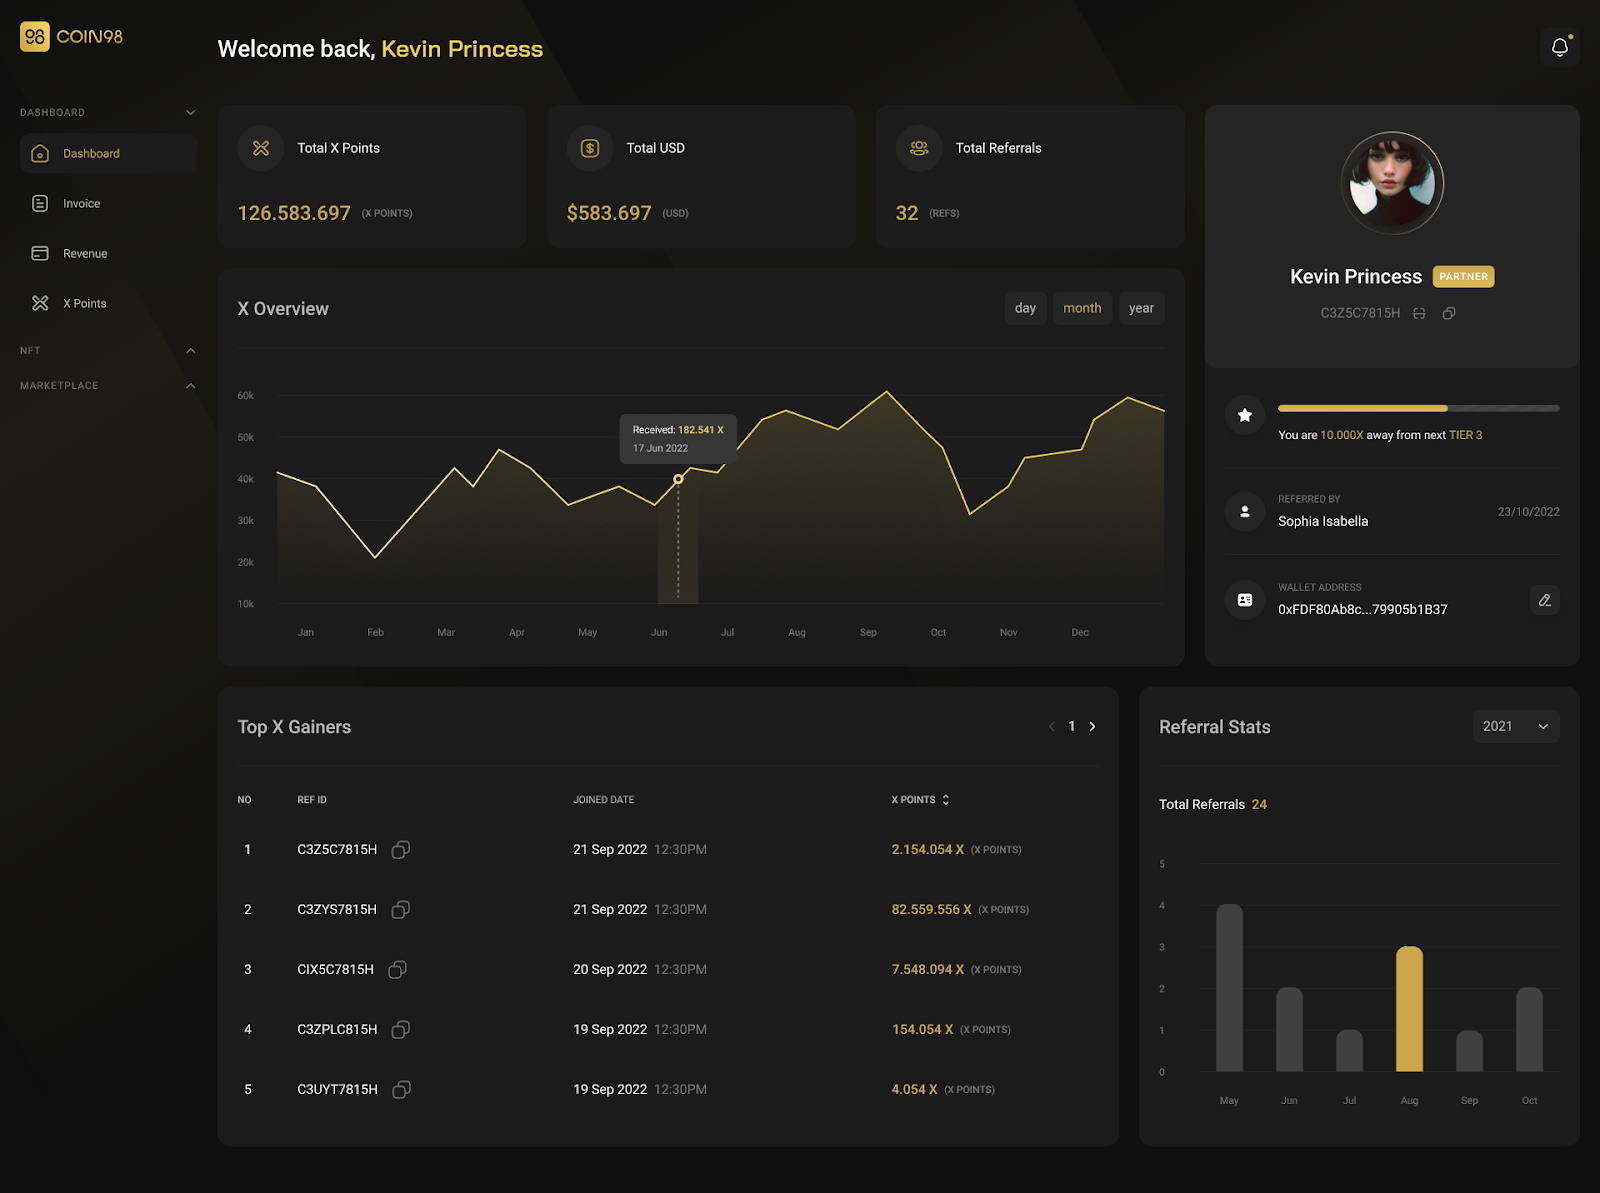 COIN98
Welcome back, Kevin Princess
DASHBOARD
Dashboard
Invoice
Revenue
X Points
NFT
MARKETPLACE
Total X Points
126.583.697 (X POINTS)
Total USD
$583.697 (USD)
Total Referrals
32 (REFS)
X Overview
day month year
60k
50k
40k
30k
20k
10k
Received: 182.541 X
17 Jun 2022
Jan Feb Mar Apr May Jun Jul Aug Sep Oct Nov Dec
Kevin Princess PARTNER
C3Z5C7815H
You are 10.000X away from next TIER 3
REFERRED BY
Sophia Isabella 23/10/2022
WALLET ADDRESS
0xFDF80Ab8c...79905b1B37
Top X Gainers 1
NO REF ID JOINED DATE X POINTS
1 C3Z5C7815H 21 Sep 2022 12:30PM 2.154.054 X (X POINTS)
2 C3ZYS7815H 21 Sep 2022 12:30PM 82.559.556 X (X POINTS)
3 CIX5C7815H 20 Sep 2022 12:30PM 7.548.094 X (X POINTS)
4 C3ZPLC815H 19 Sep 2022 12:30PM 154.054 X (X POINTS)
5 C3UYT7815H 19 Sep 2022 12:30PM 4.054 X (X POINTS)
Referral Stats 2021
Total Referrals 24
5
4
3
2
1
0
May Jun Jul Aug Sep Oct